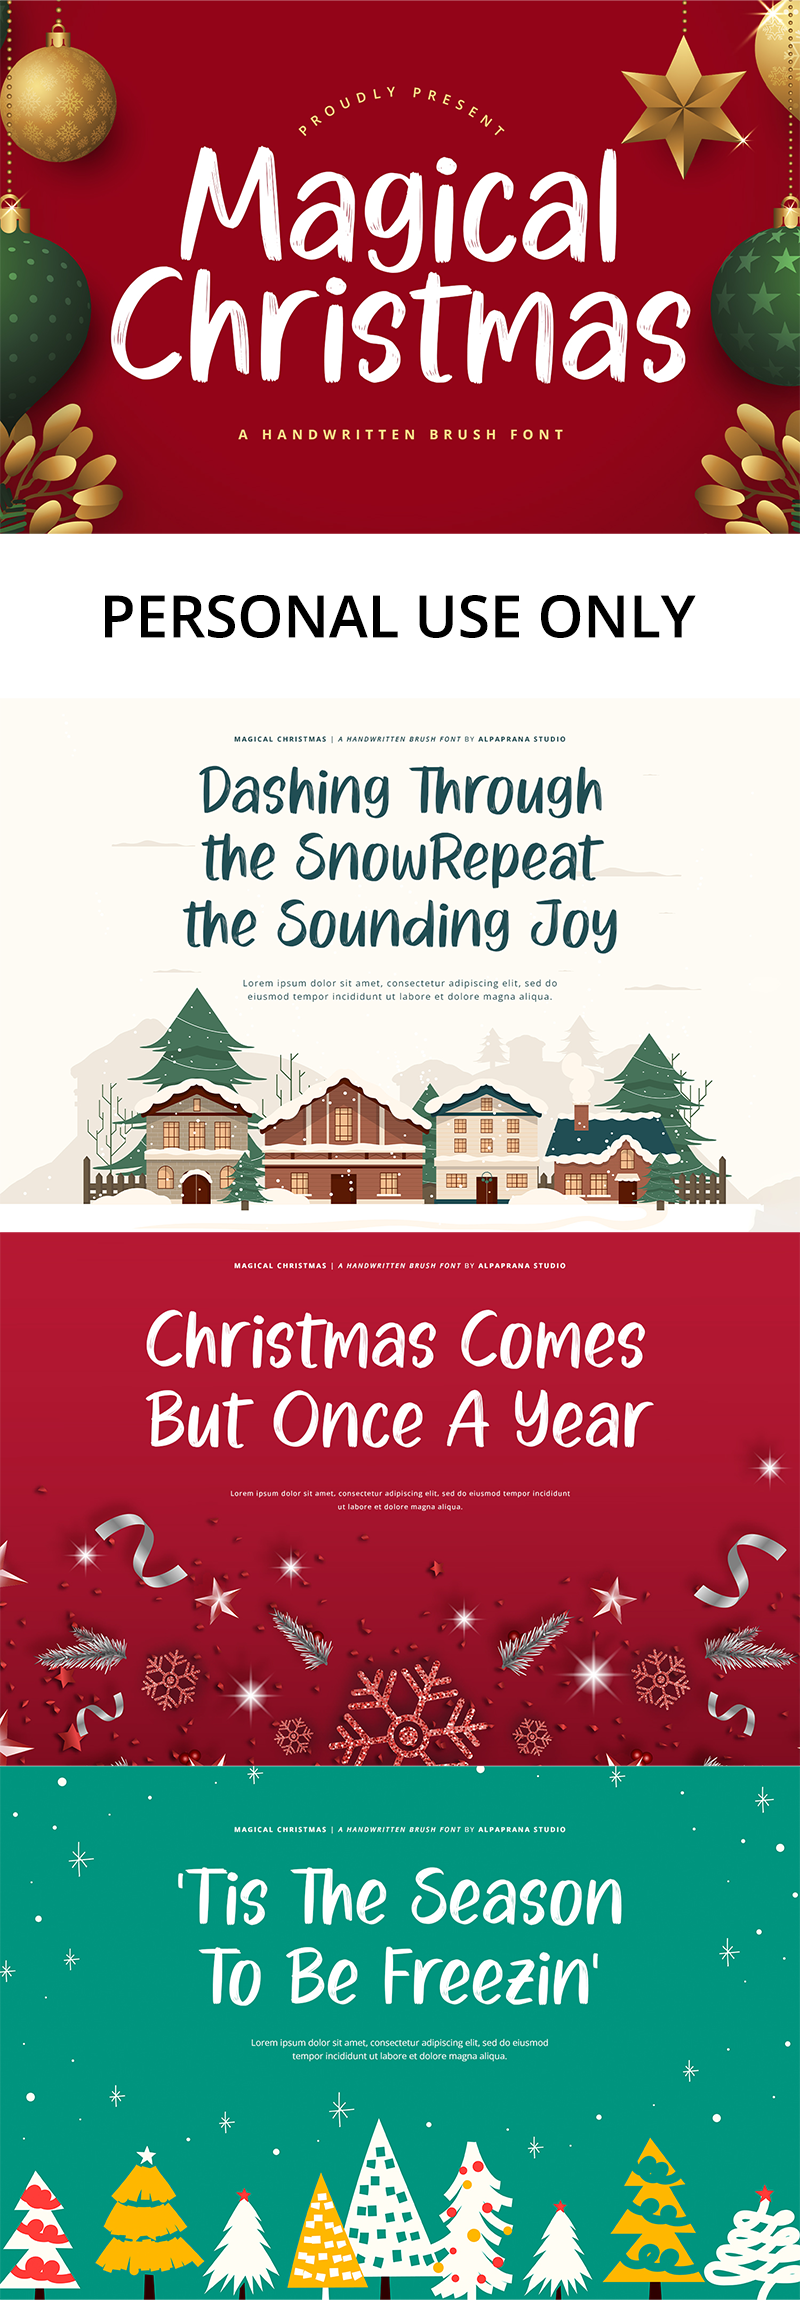 PROUDLY PRESENT
Magical
Christmas
A HANDWRITTEN BRUSH FONT
PERSONAL USE ONLY
MAGICAL CHRISTMAS | A HANDWRITTEN BRUSH FONT BY ALPAPRANA STUDIO
Dashing Through
the SnowRepeat
the Sounding Joy
Lorem ipsum dolor sit amet, consectetur adipiscing elit, sed do
eiusmod tempor incididunt ut labore et dolore magna aliqua.
MAGICAL CHRISTMAS | A HANDWRITTEN BRUSH FONT BY ALPAPRANA STUDIO
Christmas Comes
But Once A Year
Lorem ipsum dolor sit amet, consectetur adipiscing elit, sed do eiusmod tempor incididunt
ut labore et dolore magna aliqua.
MAGICAL CHRISTMAS | A HANDWRITTEN BRUSH FONT BY ALPAPRANA STUDIO
'Tis The Season
To Be Freezin'
Lorem ipsum dolor sit amet, consectetur adipiscing elit, sed do eiusmod
tempor incididunt ut labore et dolore magna aliqua.